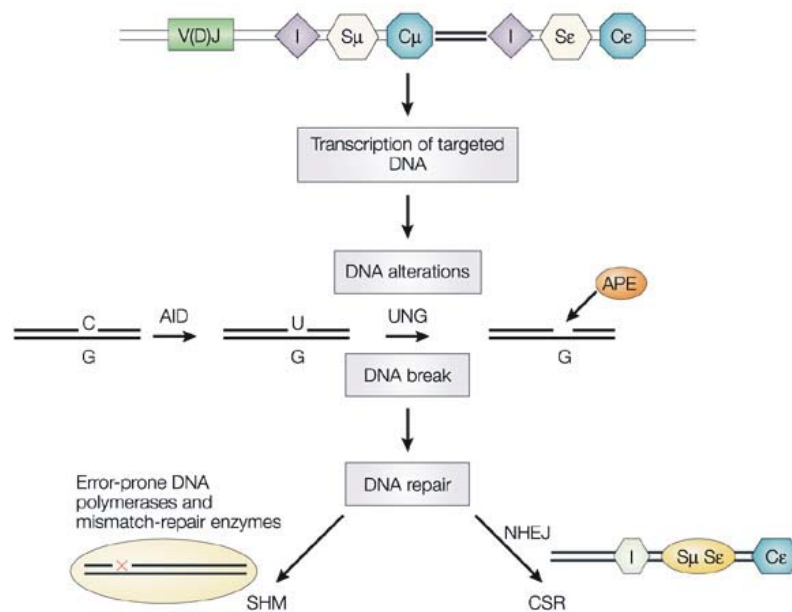 V(D)J I Sμ Cμ I Sε Cε
Transcription of targeted
DNA
DNA alterations
APE
C AID U UNG
G G G
DNA break
Error-prone DNA
polymerases and
mismatch-repair enzymes
DNA repair
NHEJ
I Sμ Sε Cε
SHM CSR